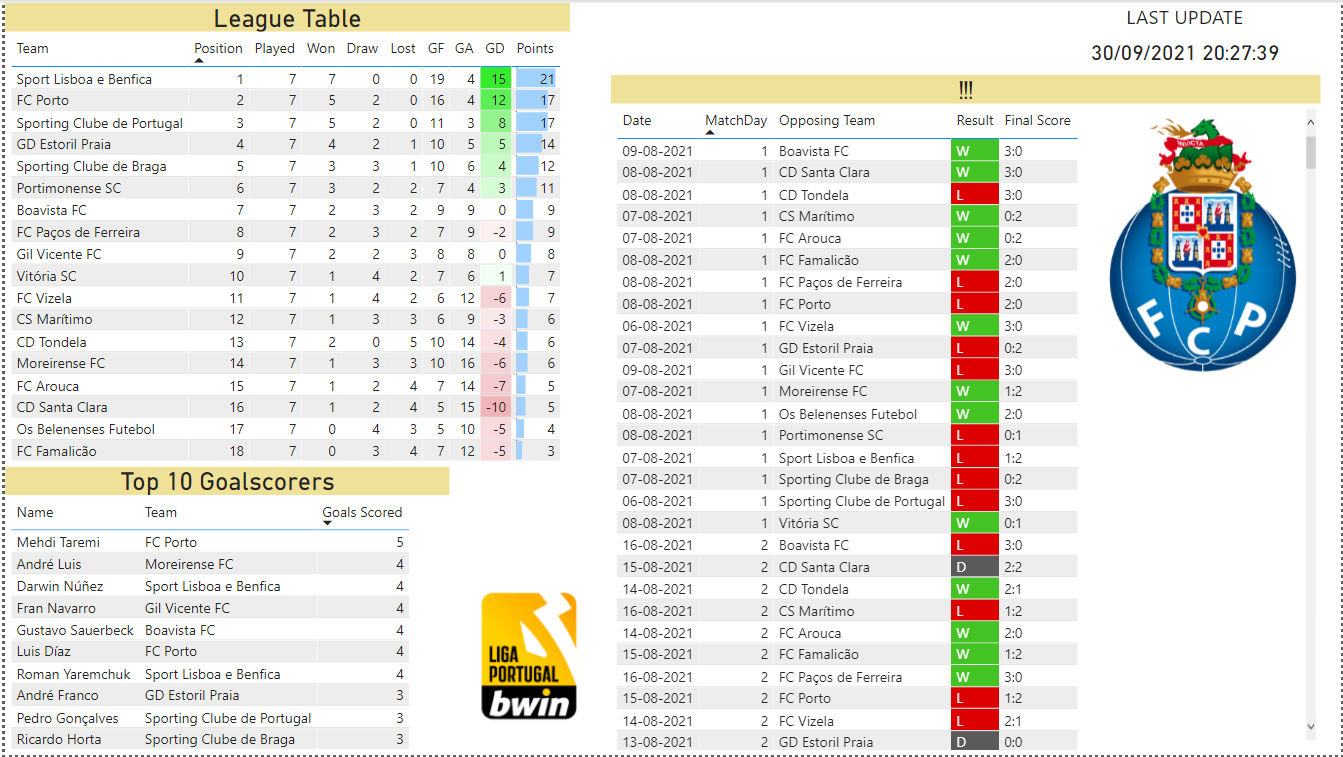 League Table
Team Position Played Won Draw Lost GF GA GD Points
Sport Lisboa e Benfica 1 7 7 0 0 19 4 15 21
FC Porto 2 7 5 2 0 16 4 12 17
Sporting Clube de Portugal 3 7 5 2 0 11 3 8 17
GD Estoril Praia 4 7 4 2 1 10 5 5 14
Sporting Clube de Braga 5 7 3 3 1 10 6 4 12
Portimonense SC 6 7 3 2 2 7 4 3 11
Boavista FC 7 7 2 3 2 9 9 0 9
FC Paços de Ferreira 8 7 2 3 2 7 9 -2 9
Gil Vicente FC 9 7 2 2 3 8 8 0 8
Vitória SC 10 7 1 4 2 7 6 1 7
FC Vizela 11 7 1 4 2 6 12 -6 7
CS Marítimo 12 7 1 3 3 6 9 -3 6
CD Tondela 13 7 2 0 5 10 14 -4 6
Moreirense FC 14 7 1 3 3 10 16 -6 6
FC Arouca 15 7 1 2 4 7 14 -7 5
CD Santa Clara 16 7 1 2 4 5 15 -10 5
Os Belenenses Futebol 17 7 0 4 3 5 10 -5 4
FC Famalicão 18 7 0 3 4 7 12 -5 3
Top 10 Goalscorers
Name Team Goals Scored
Mehdi Taremi FC Porto 5
André Luis Moreirense FC 4
Darwin Núñez Sport Lisboa e Benfica 4
Fran Navarro Gil Vicente FC 4
Gustavo Sauerbeck Boavista FC 4
Luis Díaz FC Porto 4
Roman Yaremchuk Sport Lisboa e Benfica 4
André Franco GD Estoril Praia 3
Pedro Gonçalves Sporting Clube de Portugal 3
Ricardo Horta Sporting Clube de Braga 3
LIGA
PORTUGAL
bwin
LAST UPDATE
30/09/2021 20:27:39
!!!
Date MatchDay Opposing Team Result Final Score
09-08-2021 1 Boavista FC W 3:0
08-08-2021 1 CD Santa Clara W 3:0
08-08-2021 1 CD Tondela L 3:0
07-08-2021 1 CS Marítimo W 0:2
07-08-2021 1 FC Arouca W 0:2
08-08-2021 1 FC Famalicão W 2:0
08-08-2021 1 FC Paços de Ferreira L 2:0
08-08-2021 1 FC Porto L 2:0
06-08-2021 1 FC Vizela W 3:0
07-08-2021 1 GD Estoril Praia L 0:2
09-08-2021 1 Gil Vicente FC L 3:0
07-08-2021 1 Moreirense FC W 1:2
08-08-2021 1 Os Belenenses Futebol W 2:0
08-08-2021 1 Portimonense SC L 0:1
07-08-2021 1 Sport Lisboa e Benfica L 1:2
07-08-2021 1 Sporting Clube de Braga L 0:2
06-08-2021 1 Sporting Clube de Portugal L 3:0
08-08-2021 1 Vitória SC W 0:1
16-08-2021 2 Boavista FC L 3:0
15-08-2021 2 CD Santa Clara D 2:2
14-08-2021 2 CD Tondela W 2:1
16-08-2021 2 CS Marítimo L 1:2
14-08-2021 2 FC Arouca W 2:0
15-08-2021 2 FC Famalicão W 1:2
16-08-2021 2 FC Paços de Ferreira W 3:0
15-08-2021 2 FC Porto L 1:2
14-08-2021 2 FC Vizela L 2:1
13-08-2021 2 GD Estoril Praia D 0:0
INVICTA
FCP